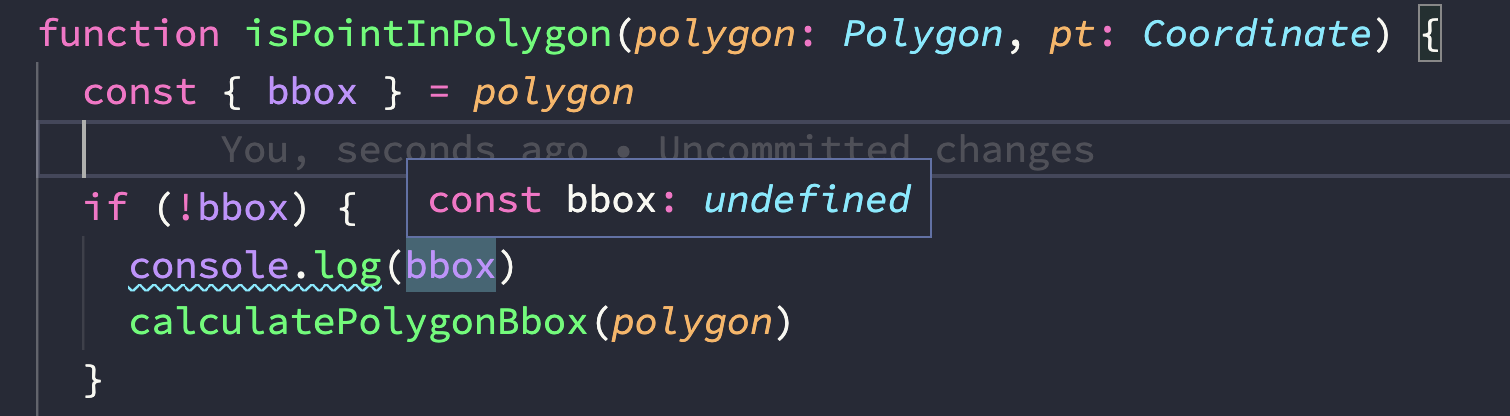 function isPointInPolygon(polygon: Polygon, pt: Coordinate) {
const { bbox } = polygon
You, seconds ago • Uncommitted changes
const bbox: undefined
if (!bbox) {
console.log(bbox)
calculatePolygonBbox(polygon)
}